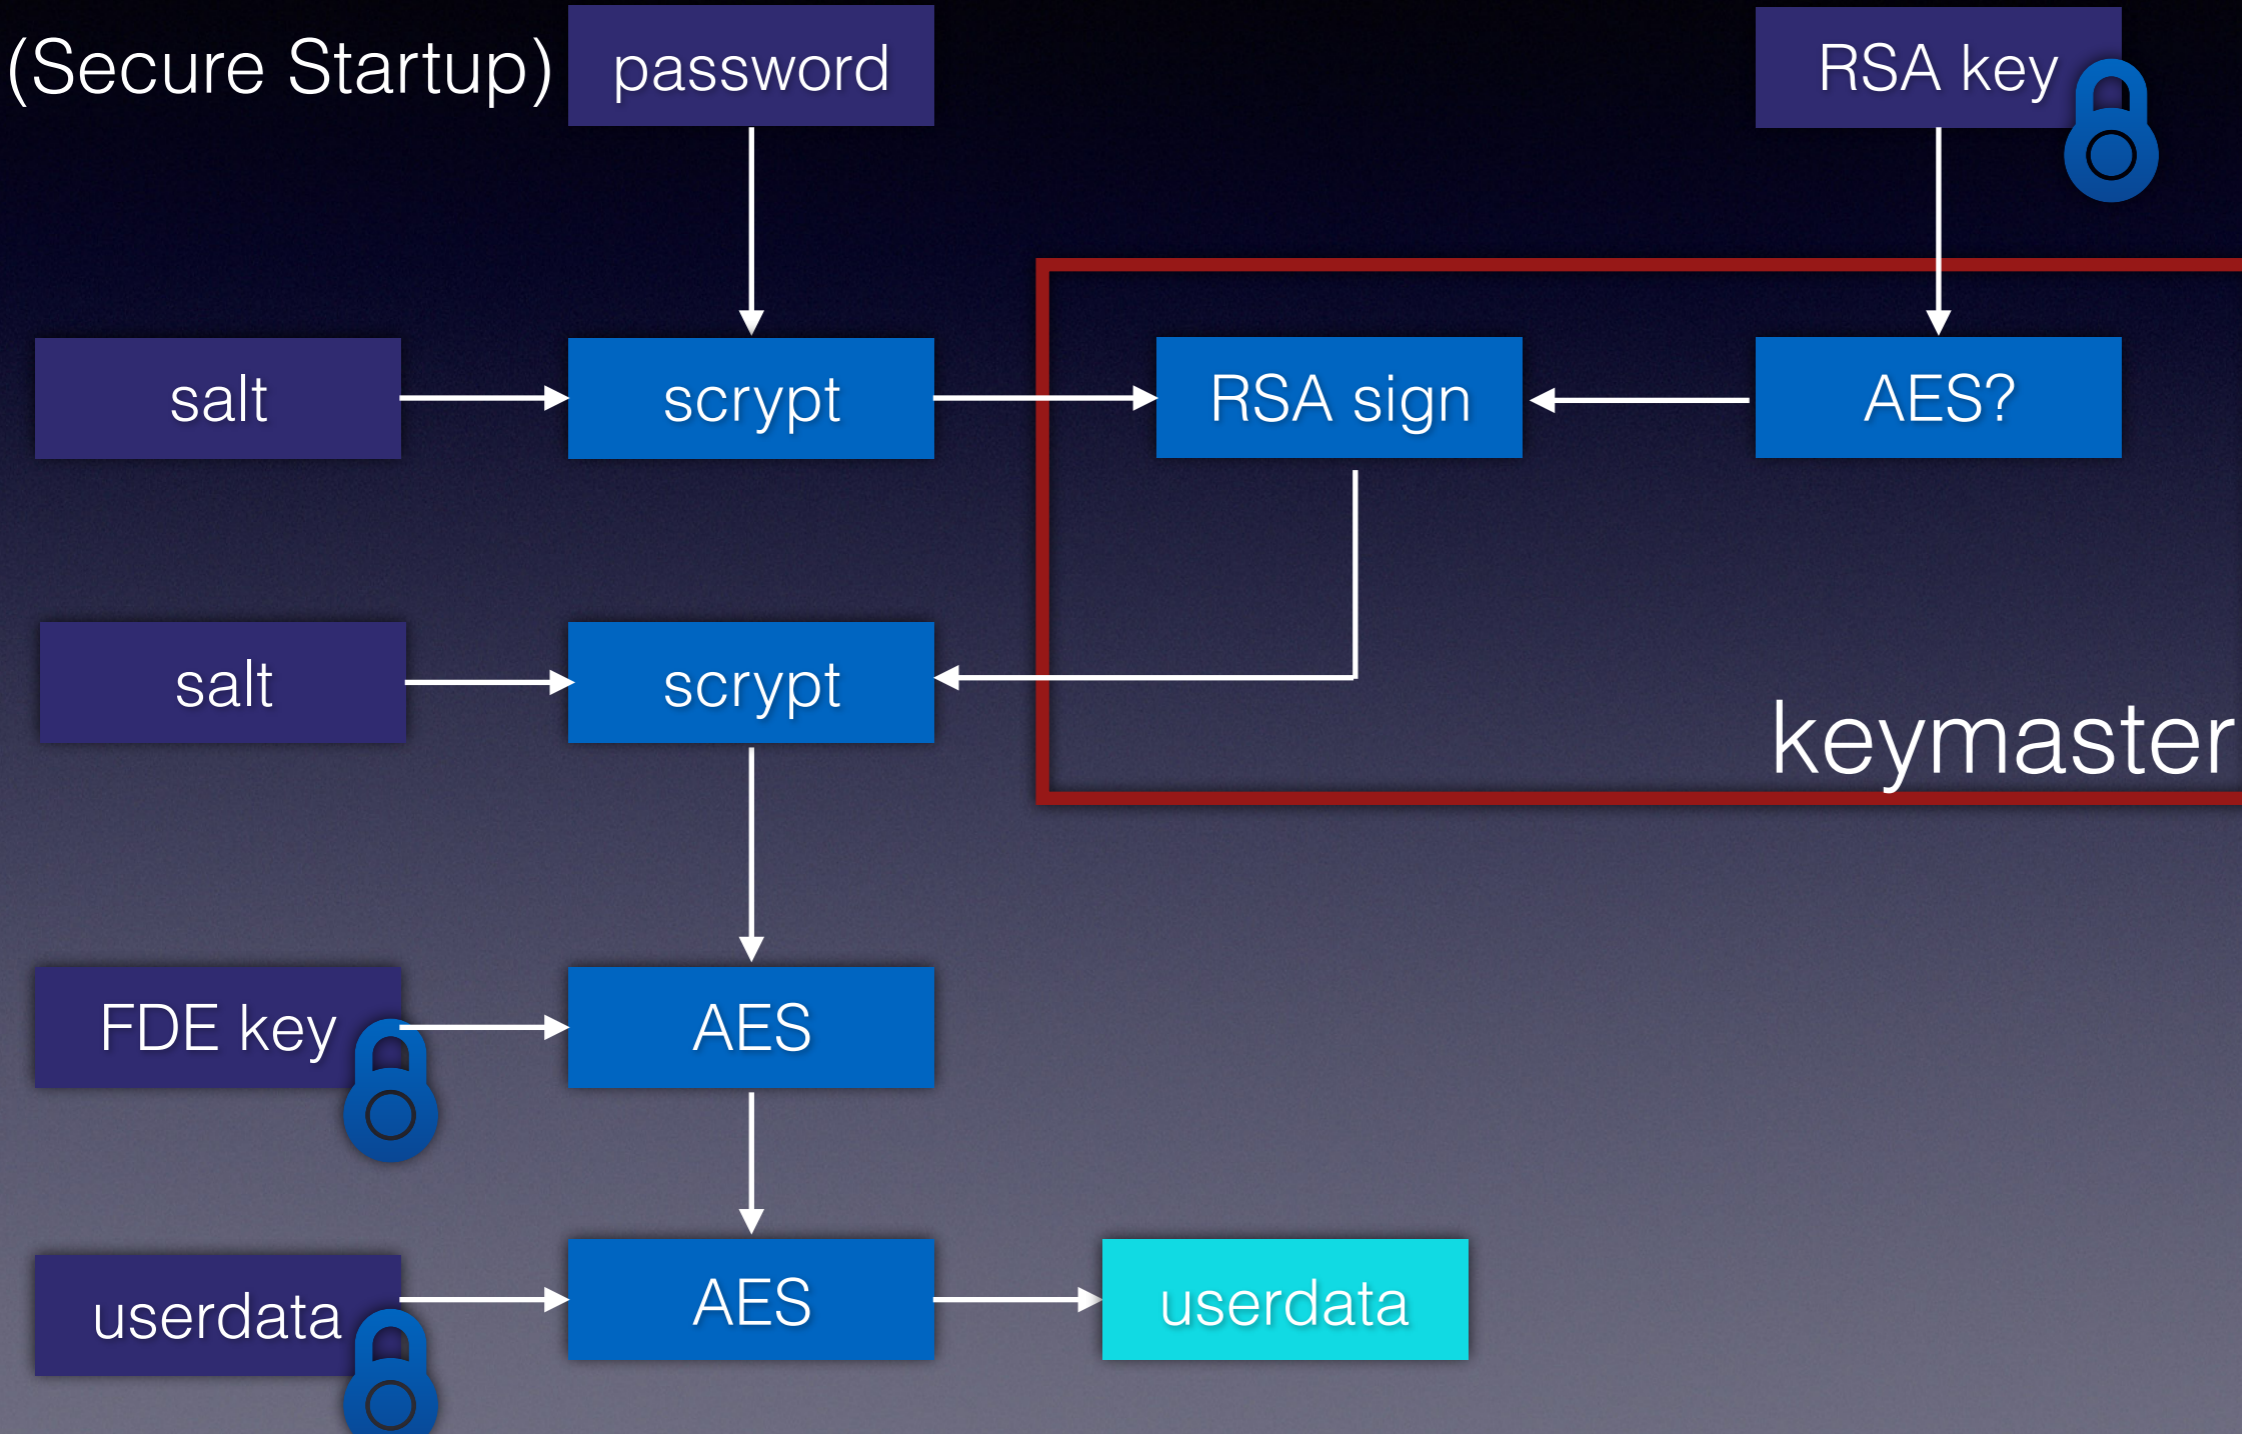 (Secure Startup)
password
RSA key
salt
scrypt
RSA sign
AES?
salt
scrypt
keymaster
FDE key
AES
userdata
AES
userdata